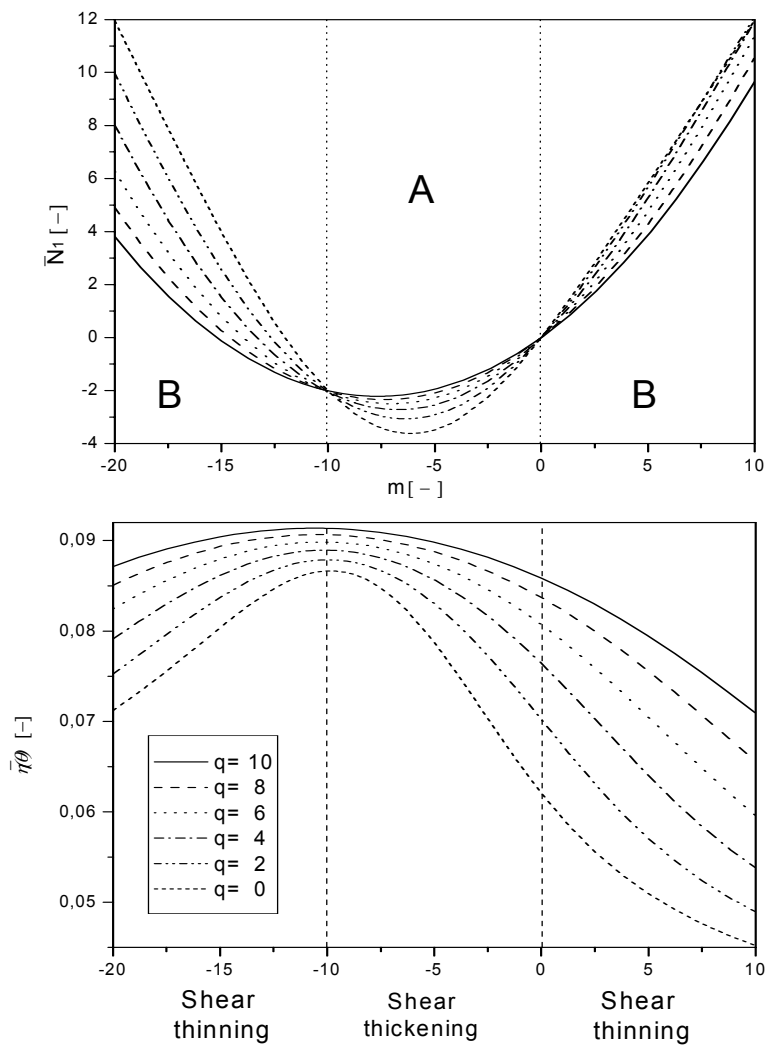 12
10
8
6
4
2
0
-2
-4
N̄1 [ – ]
A
B
B
-20
-15
-10
-5
0
5
10
m [ – ]
0,09
0,08
0,07
0,06
0,05
[ – ]
q= 10
q= 8
q= 6
q= 4
q= 2
q= 0
-20
-15
-10
-5
0
5
10
Shear
thinning
Shear
thickening
Shear
thinning